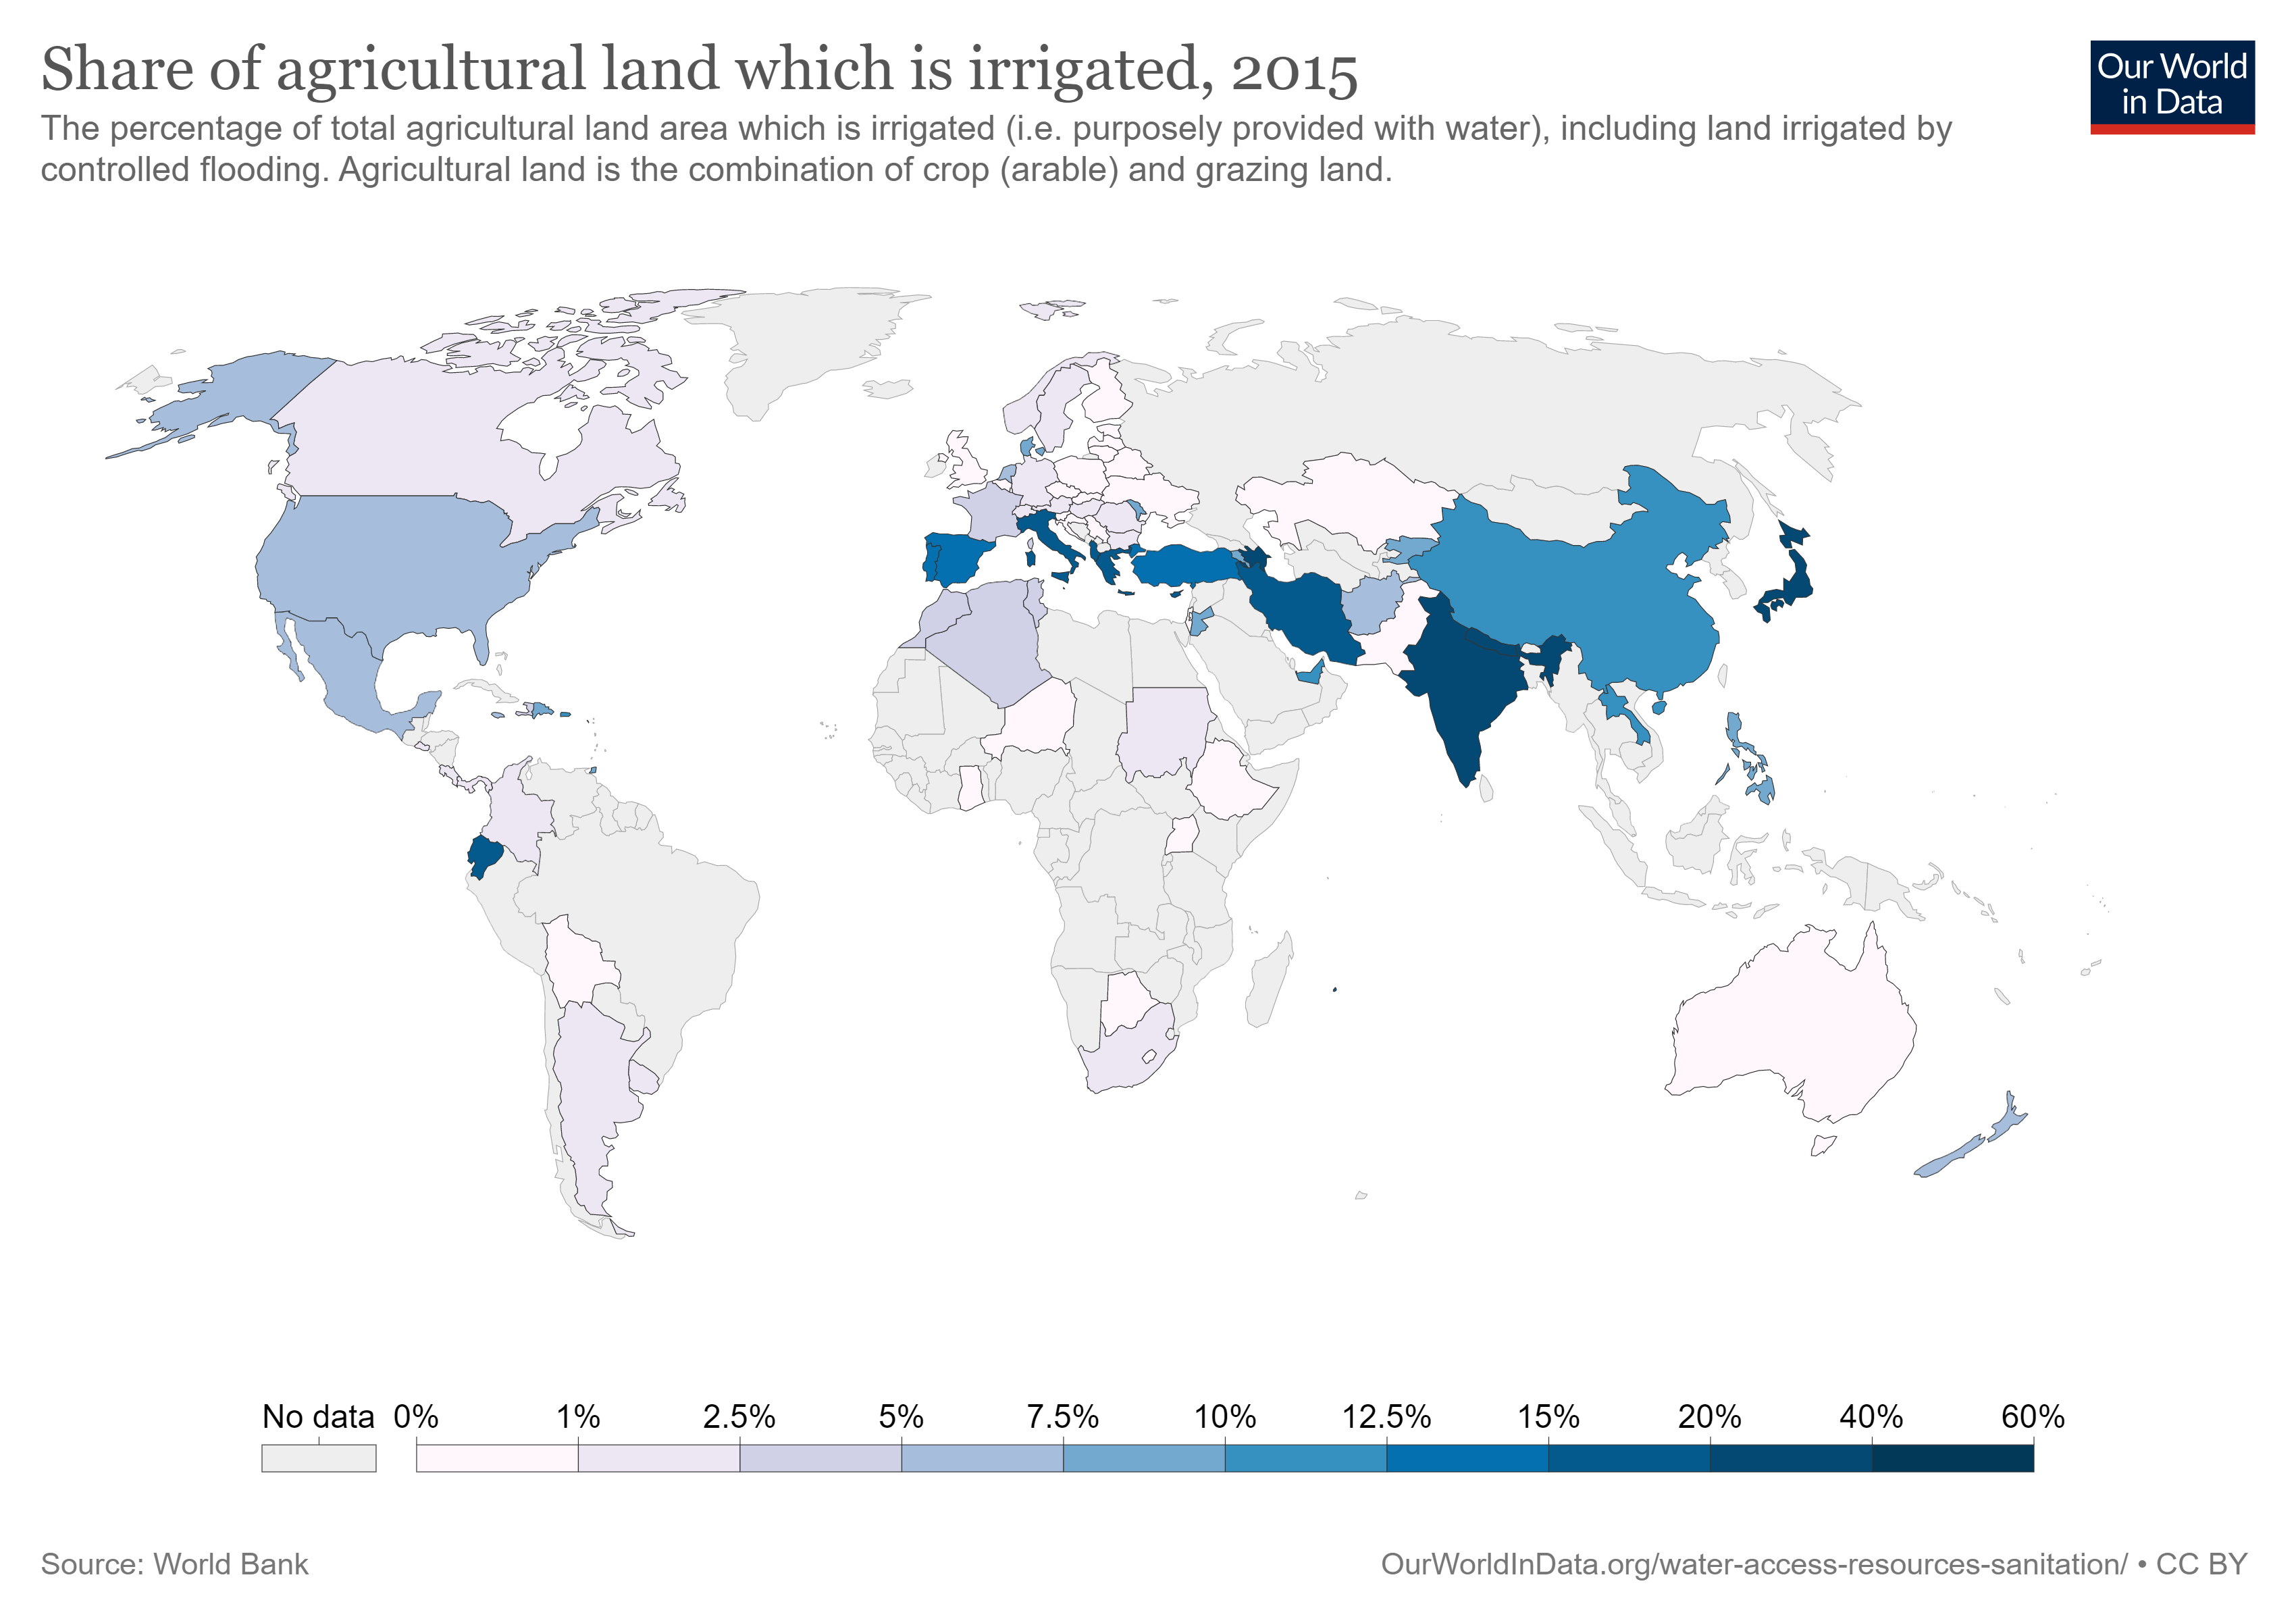 Share of agricultural land which is irrigated, 2015
Our World
in Data
The percentage of total agricultural land area which is irrigated (i.e. purposely provided with water), including land irrigated by
controlled flooding. Agricultural land is the combination of crop (arable) and grazing land.
No data 0% 1% 2.5% 5% 7.5% 10% 12.5% 15% 20% 40% 60%
Source: World Bank
OurWorldInData.org/water-access-resources-sanitation/ • CC BY